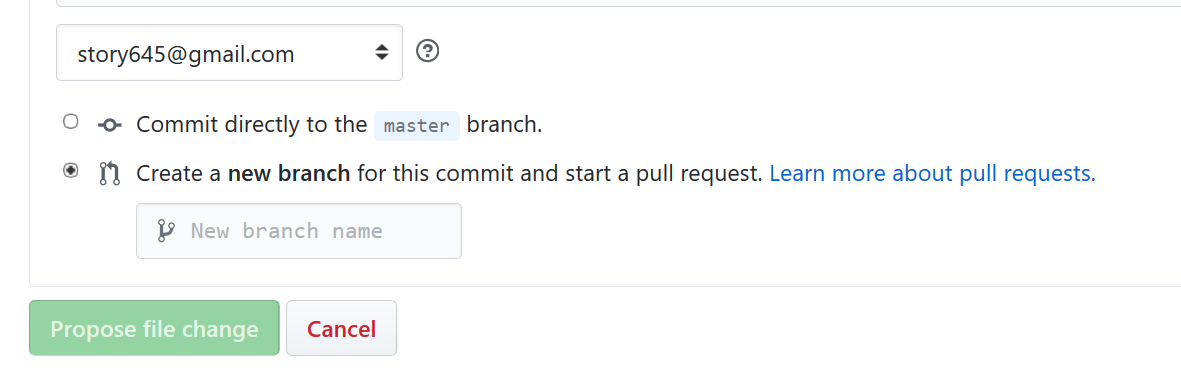 story645@gmail.com
Commit directly to the master branch.
Create a new branch for this commit and start a pull request. Learn more about pull requests.
New branch name
Propose file change Cancel